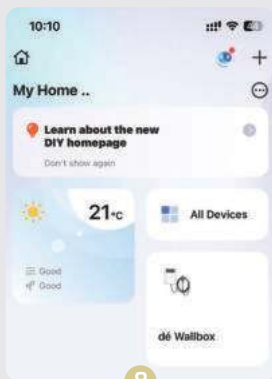 10:10
My Home ..
Learn about the new
DIY homepage
Don't show again
21°C
All Devices
Good
Good
dé Wallbox